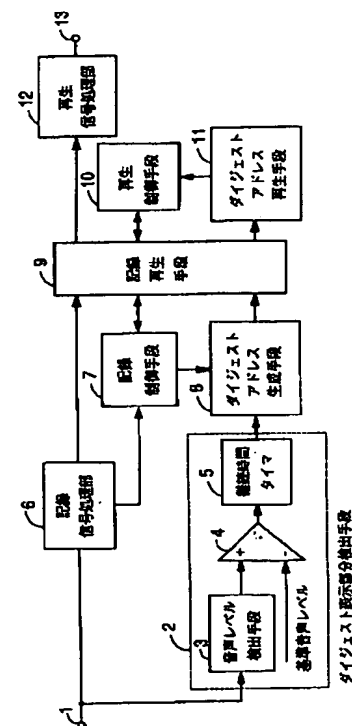 1
6
記録
信号処理部
12
再生
信号処理部
13
7
記録
制御手段
9
記録
再生
手段
10
再生
制御手段
8
ダイジェスト
アドレス
生成手段
11
ダイジェスト
アドレス
再生手段
2
3
音声レベル
検出手段
4
+
-
5
継続時間
タイマ
基準音声レベル
ダイジェスト表示部分検出手段